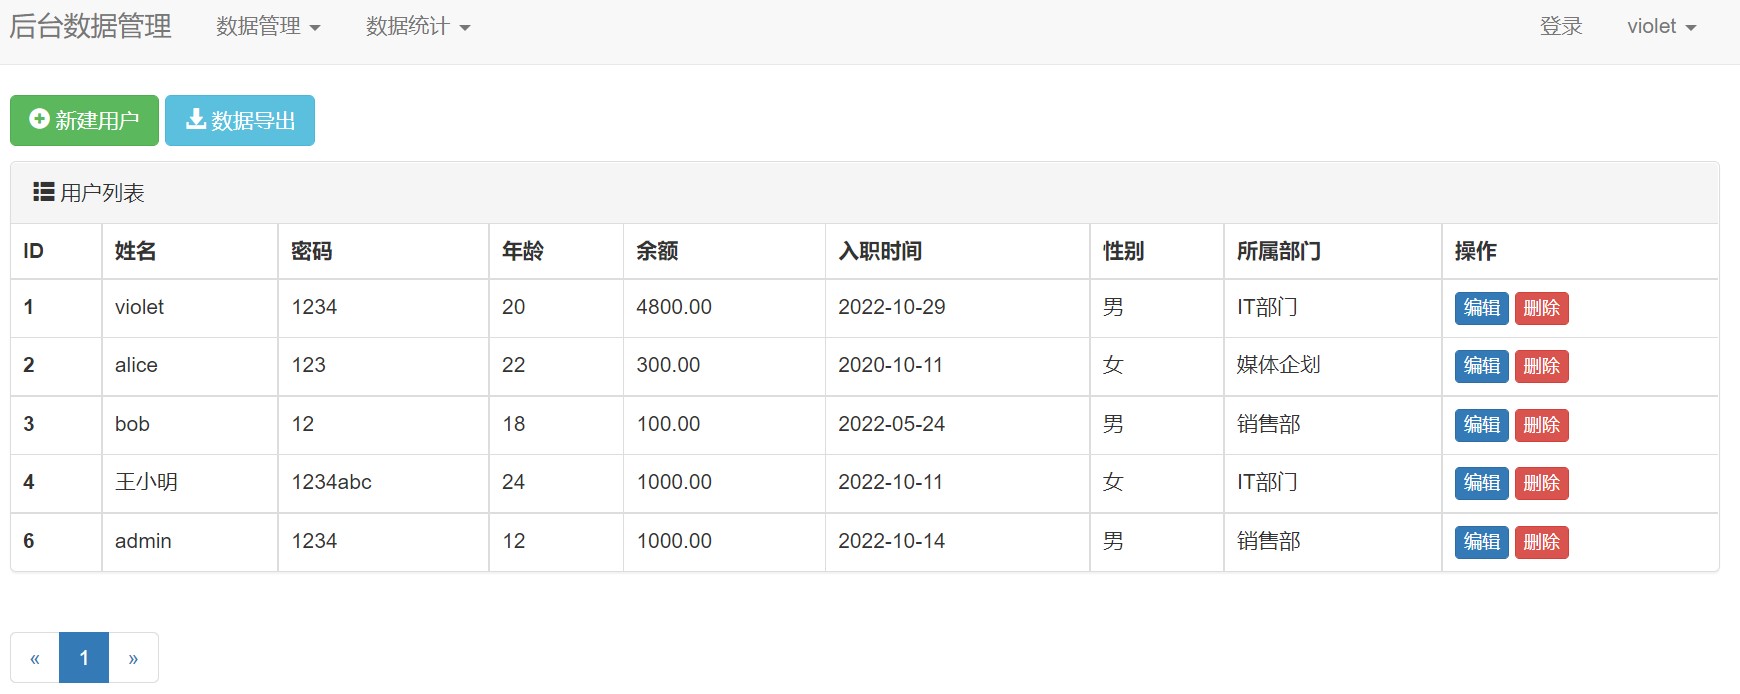 后台数据管理 数据管理 数据统计 登录 violet
新建用户 数据导出
用户列表
ID 姓名 密码 年龄 余额 入职时间 性别 所属部门 操作
1 violet 1234 20 4800.00 2022-10-29 男 IT部门 编辑 删除
2 alice 123 22 300.00 2020-10-11 女 媒体企划 编辑 删除
3 bob 12 18 100.00 2022-05-24 男 销售部 编辑 删除
4 王小明 1234abc 24 1000.00 2022-10-11 女 IT部门 编辑 删除
6 admin 1234 12 1000.00 2022-10-14 男 销售部 编辑 删除
« 1 »